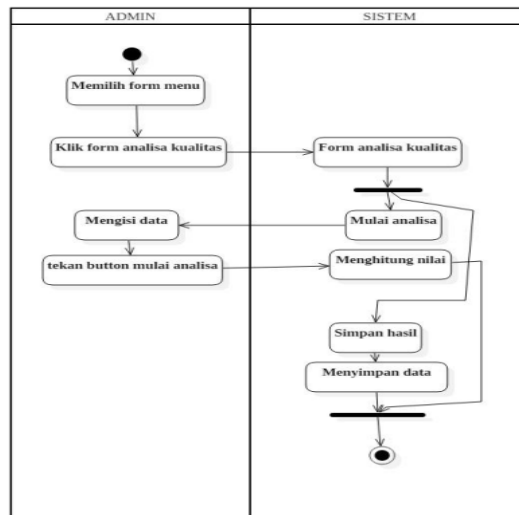 ADMIN
SISTEM
Memilih form menu
Klik form analisa kualitas
Form analisa kualitas
Mengisi data
Mulai analisa
tekan button mulai analisa
Menghitung nilai
Simpan hasil
Menyimpan data